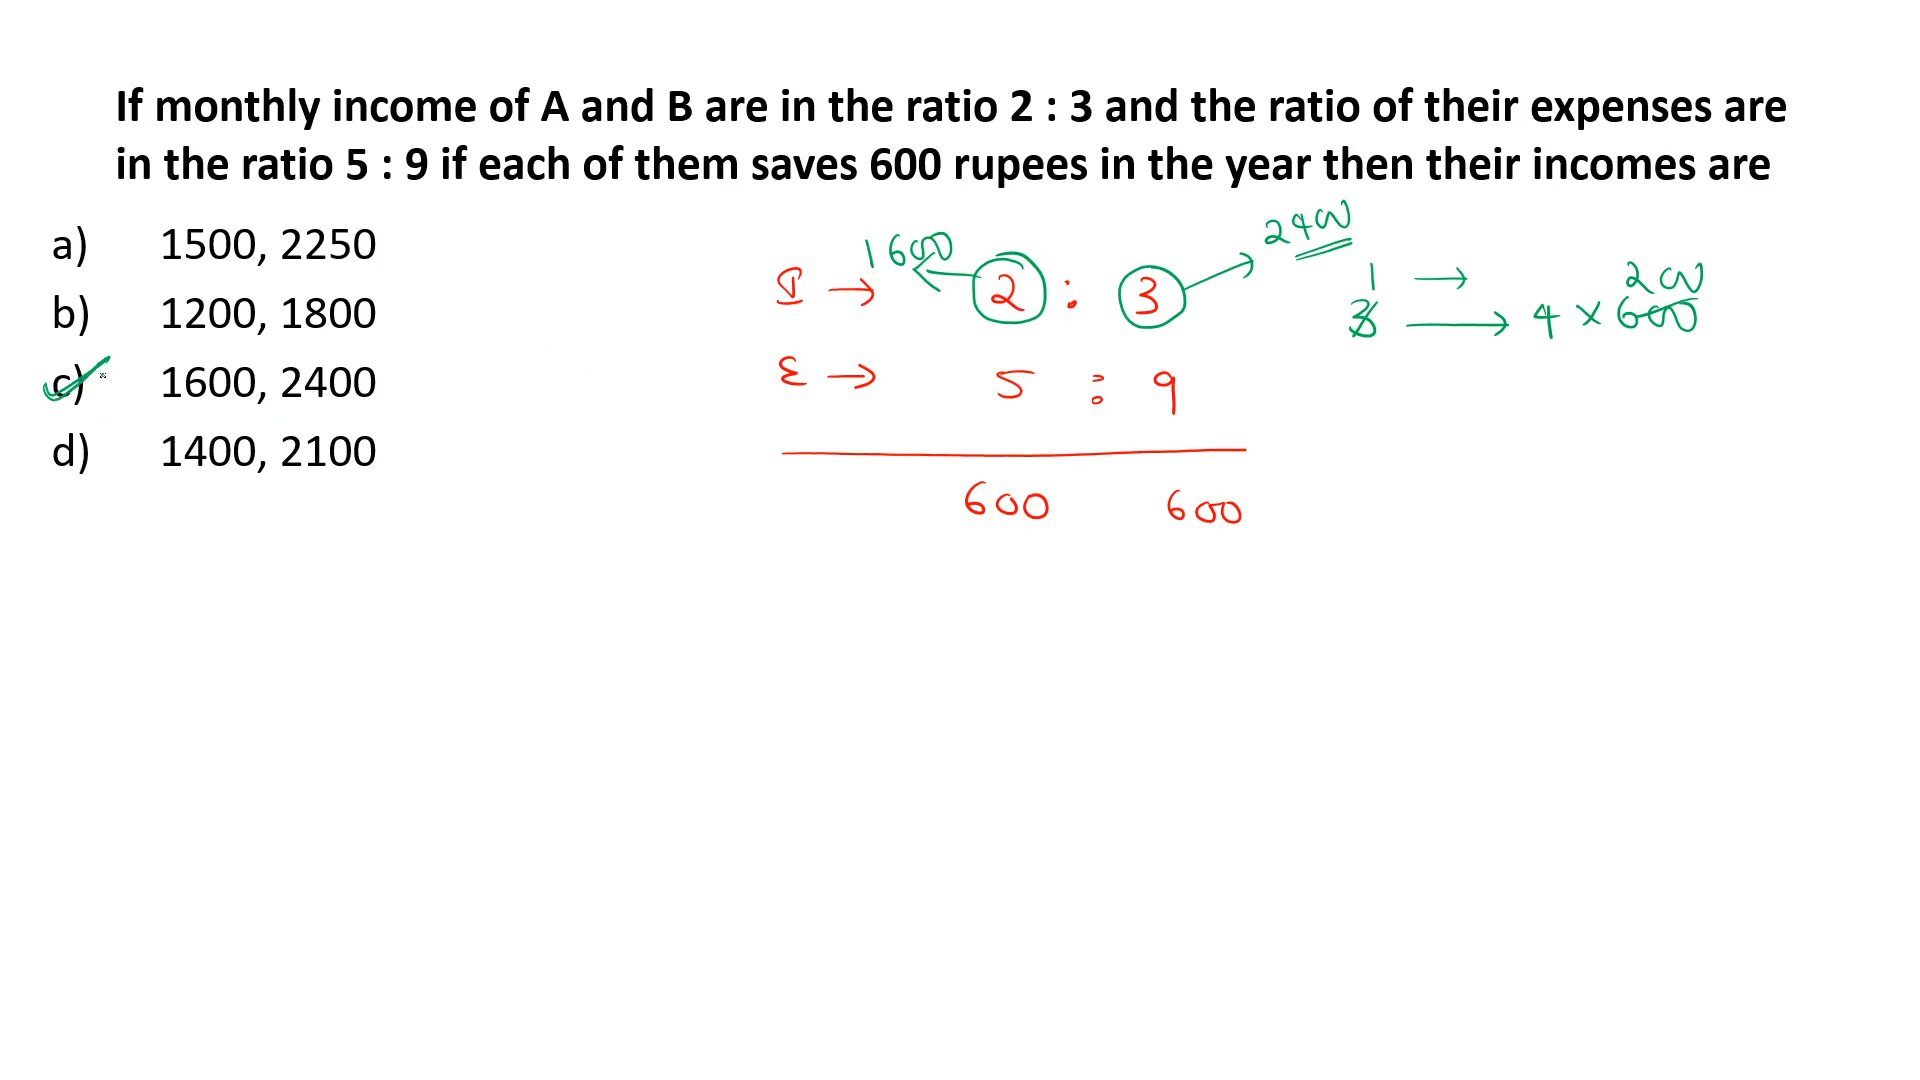 If monthly income of A and B are in the ratio 2 : 3 and the ratio of their expenses are
in the ratio 5 : 9 if each of them saves 600 rupees in the year then their incomes are
a) 1500, 2250
b) 1200, 1800
c) 1600, 2400
d) 1400, 2100
1600 2400
I → 2 : 3
E → 5 : 9
600 600
1 → 200
3 → 4 × 600